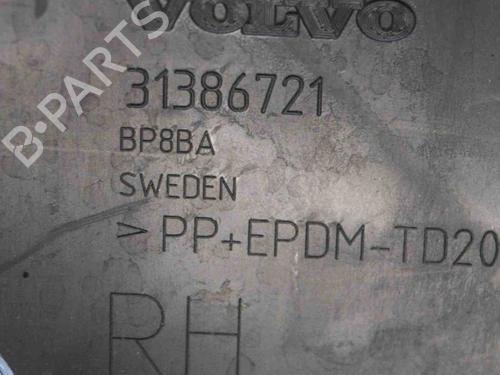 VOLVO
31386721
BP8BA
SWEDEN
>PP+EPDM-TD20
RH
B-PARTS